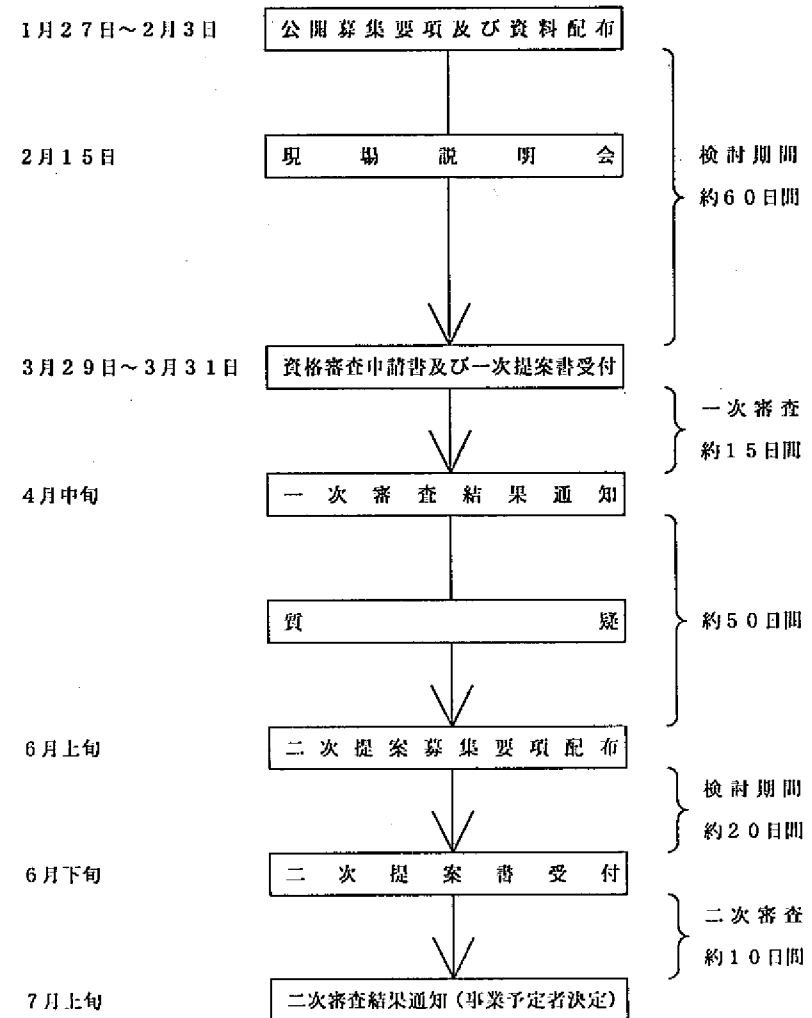 1月27日~2月3日 公開募集要項及び資料配布
2月15日 現場説明会
検討期間
約60日間
3月29日~3月31日 資格審査申請書及び一次提案書受付
一次審査
約15日間
4月中旬 一次審査結果通知
質疑
約50日間
6月上旬 二次提案募集要項配布
検討期間
約20日間
6月下旬 二次提案書受付
二次審査
約10日間
7月上旬 二次審査結果通知(事業予定者決定)